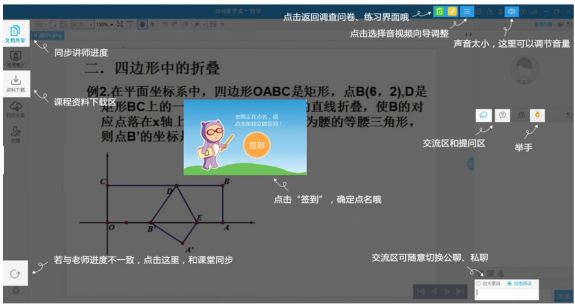 点击返回调查问卷、练习界面哦
点击选择音视频向导调整
声音太小，这里可以调节音量
文档共享
同步讲师进度
资料下载
课程资料下载区
二．四边形中的折叠
例2.在平面坐标系中，四边形OABC是矩形，点B(6，2),D是
矩形BC上的一
的直线折叠，使B的对
应点落在x轴上
为腰的等腰三角形，
则点B’的坐标是
签到
点击“签到”，确定点名哦
交流区和提问区
举手
C
D
B
O
B'
E
A
A'
若与老师进度不一致，点击这里，和课堂同步
交流区可随意切换公聊、私聊